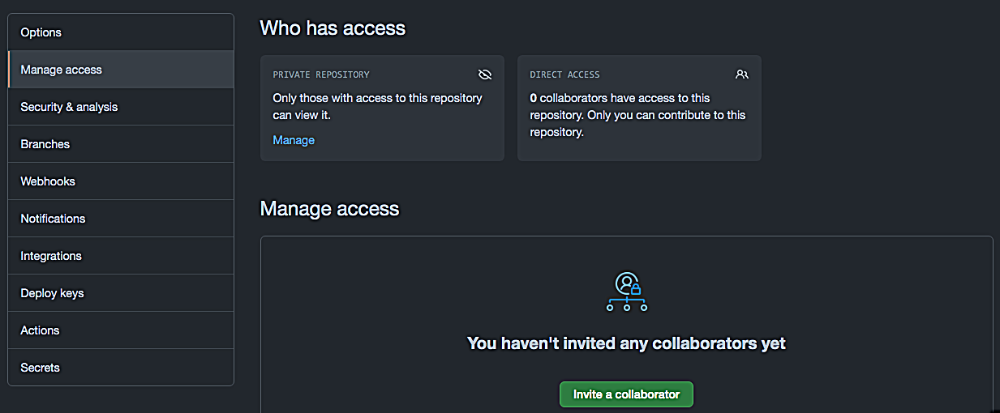 Options
Manage access
Security & analysis
Branches
Webhooks
Notifications
Integrations
Deploy keys
Actions
Secrets
Who has access
PRIVATE REPOSITORY
Only those with access to this repository
can view it.
Manage
DIRECT ACCESS
0 collaborators have access to this
repository. Only you can contribute to this
repository.
Manage access
You haven't invited any collaborators yet
Invite a collaborator